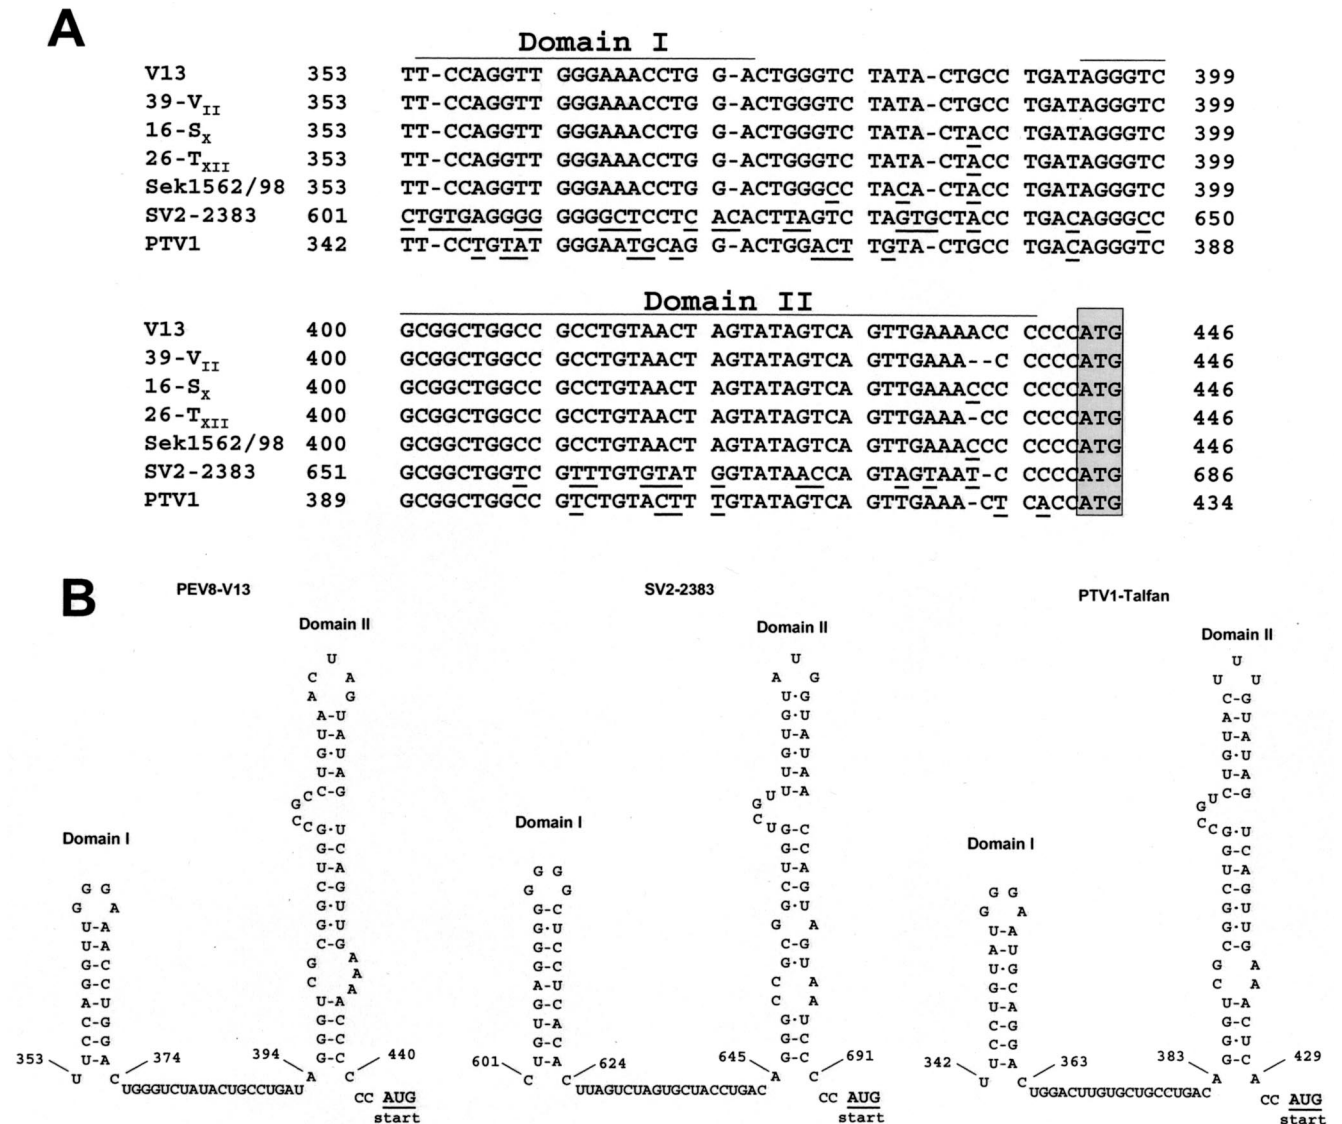 A
Domain I
V13 353 TT-CCAGGTT GGGAAACCTG G-ACTGGGTC TATA-CTGCC TGATAGGGTC 399
39-VII 353 TT-CCAGGTT GGGAAACCTG G-ACTGGGTC TATA-CTGCC TGATAGGGTC 399
16-SX 353 TT-CCAGGTT GGGAAACCTG G-ACTGGGTC TATA-CTACC TGATAGGGTC 399
26-TXII 353 TT-CCAGGTT GGGAAACCTG G-ACTGGGTC TATA-CTACC TGATAGGGTC 399
Sek1562/98 353 TT-CCAGGTT GGGAAACCTG G-ACTGGGCC TACA-CTACC TGATAGGGTC 399
SV2-2383 601 CTGTGAGGGG GGGGCTCCTC ACACTTAGTC TAGTGCTACC TGACAGGGCC 650
PTV1 342 TT-CCTGTAT GGGAATGCAG G-ACTGGACT TGTA-CTGCC TGACAGGGTC 388
Domain II
V13 400 GCGGCTGGCC GCCTGTAACT AGTATAGTCA GTTGAAAACC CCCCATG 446
39-VII 400 GCGGCTGGCC GCCTGTAACT AGTATAGTCA GTTGAAA--C CCCCATG 446
16-SX 400 GCGGCTGGCC GCCTGTAACT AGTATAGTCA GTTGAAACCC CCCCATG 446
26-TXII 400 GCGGCTGGCC GCCTGTAACT AGTATAGTCA GTTGAAA-CC CCCCATG 446
Sek1562/98 400 GCGGCTGGCC GCCTGTAACT AGTATAGTCA GTTGAAACCC CCCCATG 446
SV2-2383 651 GCGGCTGGTC GTTTGTGTAT GGTATAACCA GTAGTAAT-C CCCCATG 686
PTV1 389 GCGGCTGGCC GTCTGTACTT TGTATAGTCA GTTGAAA-CT CACCATG 434
B
PEV8-V13
Domain II
U
C A
A G
A-U
U-A
G·U
U-A
G C C-G
C C G·U
G-C
U-A
C-G
G·U
G·U
C-G
G A
C A
A
U-A
G-C
G-C
G-C
A C
Domain I
G G
G A
U-A
U-A
G-C
G-C
A-U
C-G
C-G
U-A
U C
353 374 394 440
UGGGUCUAUACUGCCUGAU
CC AUG
start
SV2-2383
Domain II
U
A G
U·G
G·U
U-A
G·U
U-A
G U U-A
C U G-C
G-C
U-A
C-G
G·U
G A
C-G
G·U
C A
C A
G·U
G-C
G-C
A C
Domain I
G G
G G
G-C
G·U
G-C
G-C
A-U
G-C
U-A
G-C
U-A
C C
601 624 645 691
UUAGUCUAGUGCUACCUGAC
CC AUG
start
PTV1-Talfan
Domain II
U
U U
C-G
A-U
U-A
G·U
U-A
G U C-G
C C G·U
G-C
U-A
C-G
G·U
G·U
C-G
G A
C A
U-A
G-C
G·U
G-C
A A
Domain I
G G
G A
U-A
A-U
U·G
G-C
U-A
C-G
C-G
U-A
U C
342 363 383 429
UGGACUUGUGCUGCCUGAC
CC AUG
start